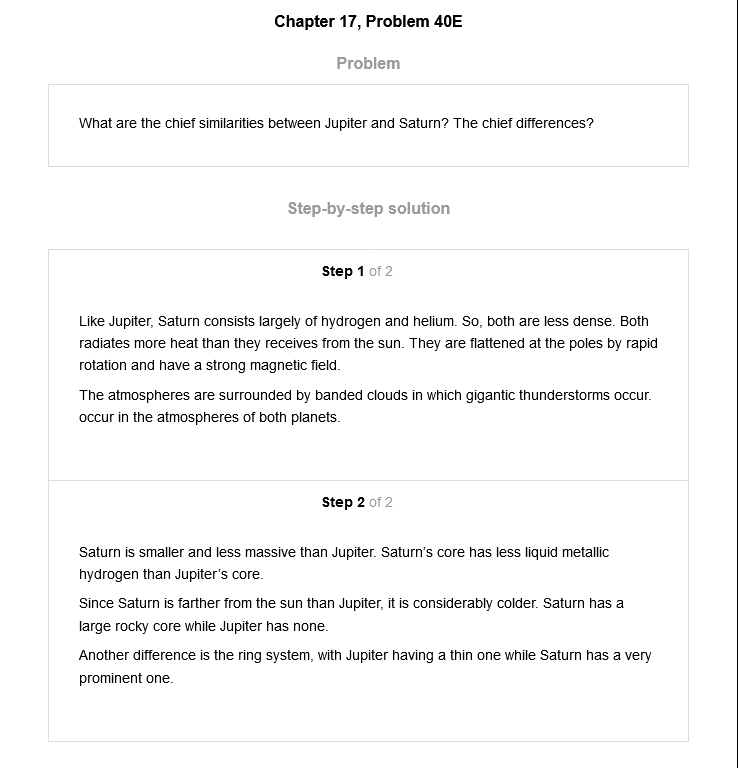 Chapter 17, Problem 40E
Problem
What are the chief similarities between Jupiter and Saturn? The chief differences?
Step-by-step solution
Step 1 of 2
Like Jupiter, Saturn consists largely of hydrogen and helium. So, both are less dense. Both
radiates more heat than they receives from the sun. They are flattened at the poles by rapid
rotation and have a strong magnetic field.
The atmospheres are surrounded by banded clouds in which gigantic thunderstorms occur.
occur in the atmospheres of both planets.
Step 2 of 2
Saturn is smaller and less massive than Jupiter. Saturn's core has less liquid metallic
hydrogen than Jupiter's core.
Since Saturn is farther from the sun than Jupiter, it is considerably colder. Saturn has a
large rocky core while Jupiter has none.
Another difference is the ring system, with Jupiter having a thin one while Saturn has a very
prominent one.